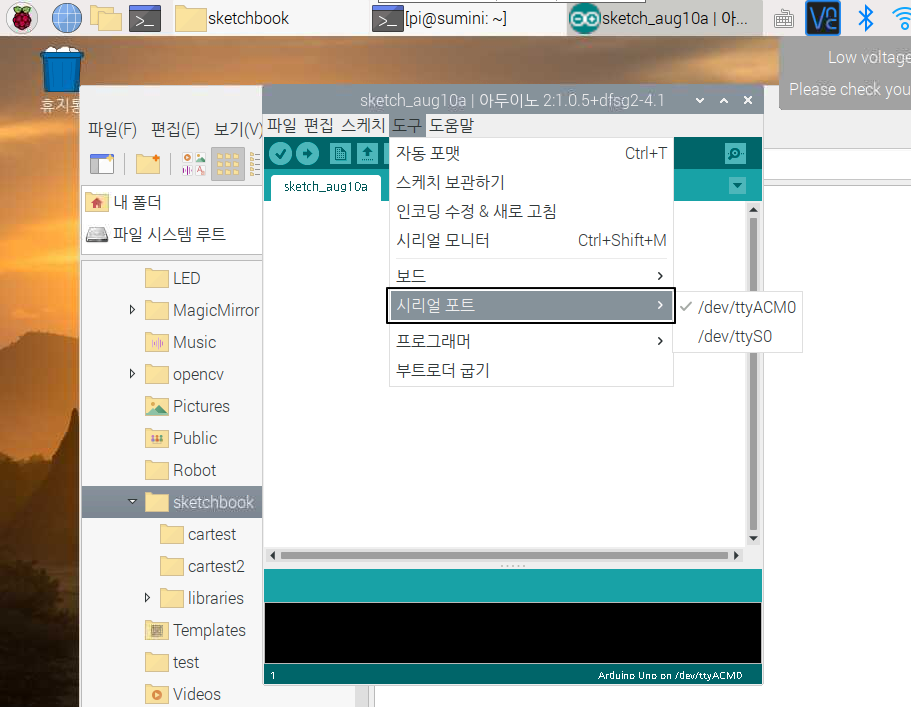 sketchbook
[pi@sumini: ~]
sketch_aug10a | 아...
Low voltage
Please check you
휴지통
sketch_aug10a | 아두이노 2:1.0.5+dfsg2-4.1
파일(F) 편집(E) 보기(V)
파일 편집 스케치 도구 도움말
sketch_aug10a
자동 포맷 Ctrl+T
스케치 보관하기
인코딩 수정 & 새로 고침
시리얼 모니터 Ctrl+Shift+M
보드
시리얼 포트
프로그래머
부트로더 굽기
/dev/ttyACM0
/dev/ttyS0
내 폴더
파일 시스템 루트
LED
MagicMirror
Music
opencv
Pictures
Public
Robot
sketchbook
cartest
cartest2
libraries
Templates
test
Videos
1
Arduino Uno on /dev/ttyACM0